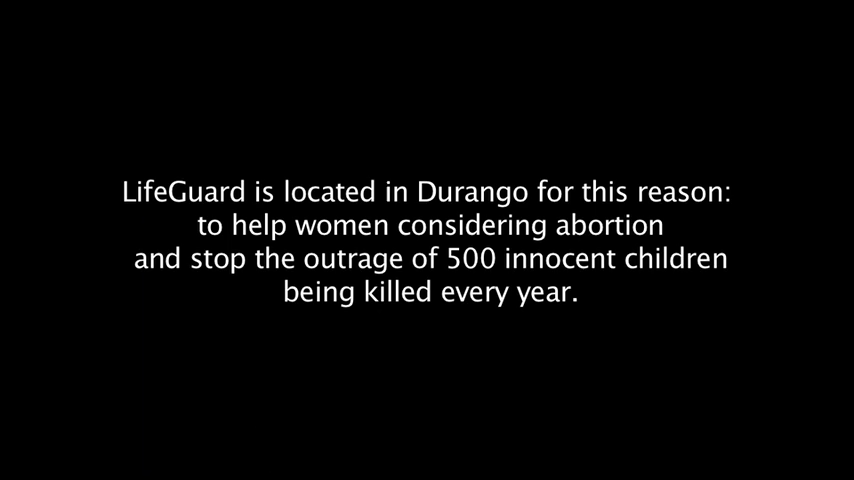 LifeGuard is located in Durango for this reason:
to help women considering abortion
and stop the outrage of 500 innocent children
being killed every year.